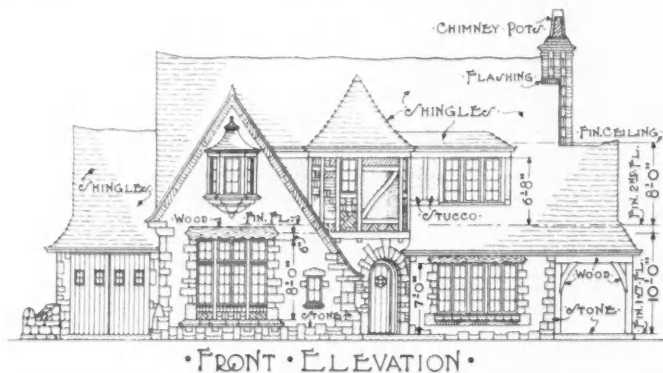 CHIMNEY POTS
FLASHING
SHINGLES
FIN. CEILING
SHINGLES
WOOD
FIN. FL.
STUCCO
6'-8"
FIN. 2ND FL.
8'-0"
8'-0"
7'-0"
WOOD
STONE
STONE
FIN. 1ST FL.
10'-0"
• FRONT • ELEVATION •